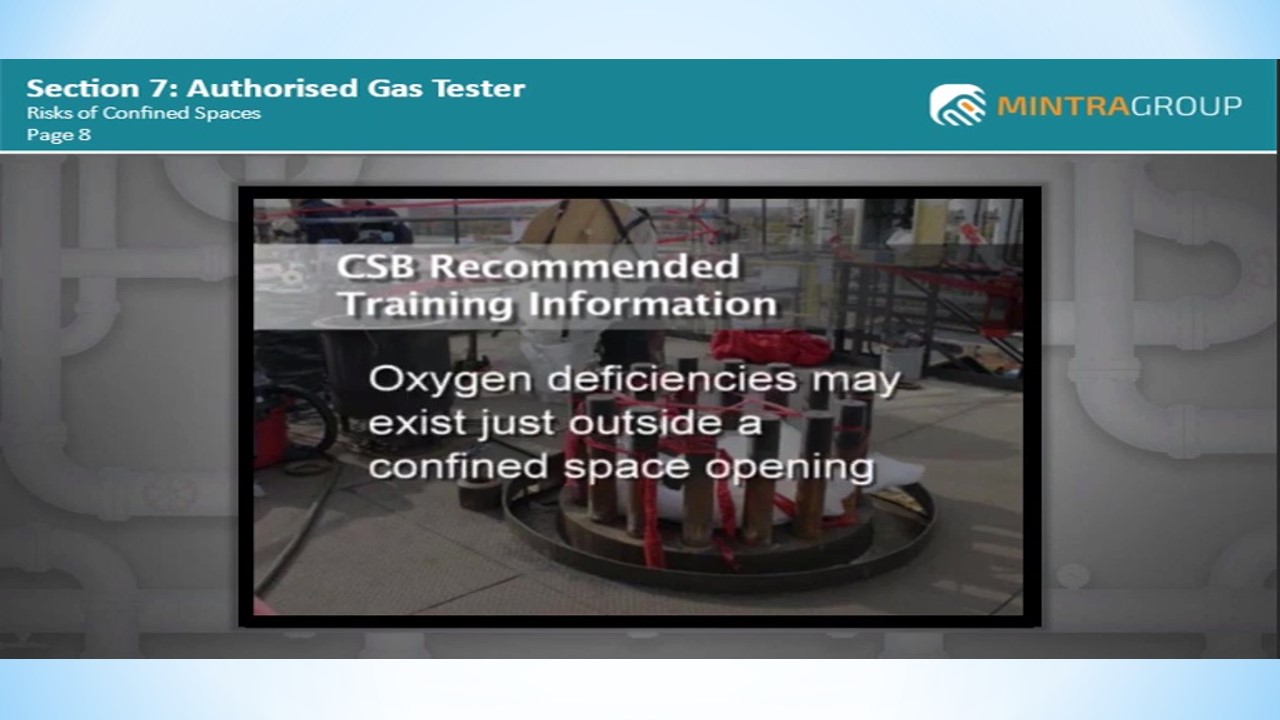 Section 7: Authorised Gas Tester
Risks of Confined Spaces
Page 8
MINTRAGROUP
CSB Recommended
Training Information
Oxygen deficiencies may
exist just outside a
confined space opening